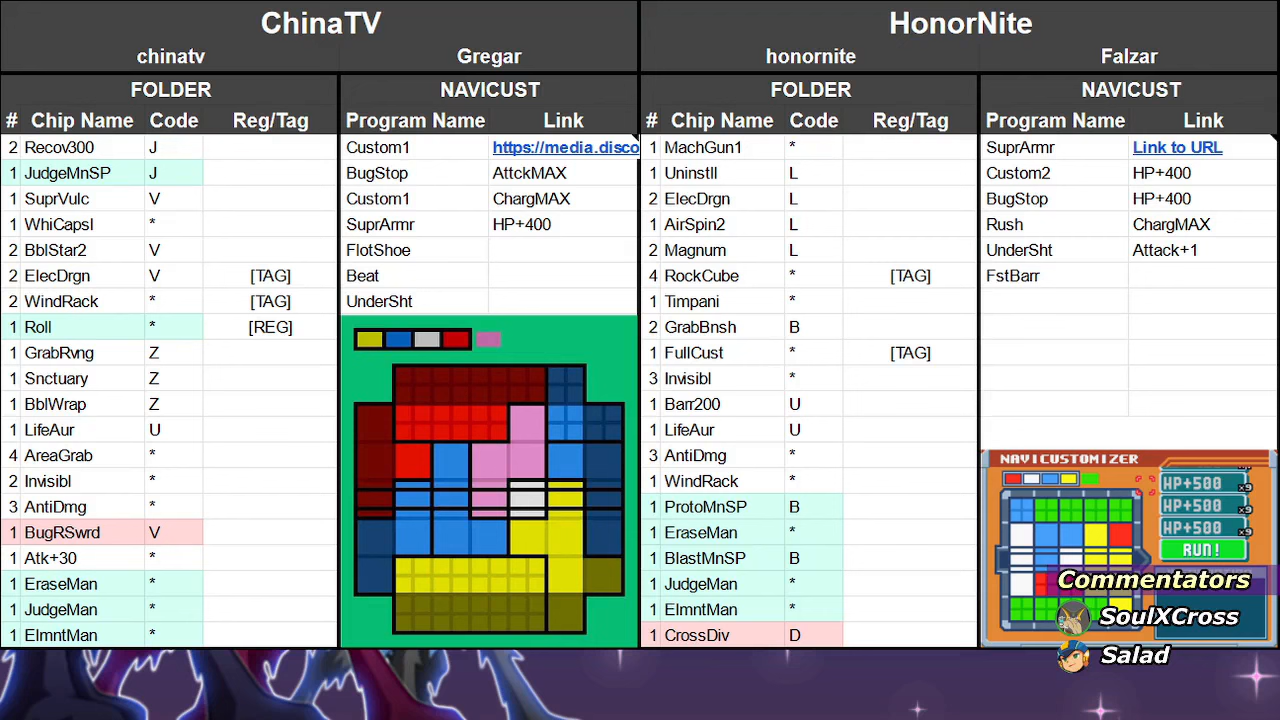 ChinaTV
chinatv Gregar
FOLDER NAVICUST
# Chip Name Code Reg/Tag Program Name Link
2 Recov300 J Custom1 https://media.disco
1 JudgeMnSP J BugStop AttckMAX
1 SuprVulc V Custom1 ChargMAX
1 WhiCapsl * SuprArmr HP+400
2 BblStar2 V FlotShoe
2 ElecDrgn V [TAG] Beat
2 WindRack * [TAG] UnderSht
1 Roll * [REG]
1 GrabRvng Z
1 Snctuary Z
1 BblWrap Z
1 LifeAur U
4 AreaGrab *
2 Invisibl *
3 AntiDmg *
1 BugRSwrd V
1 Atk+30 *
1 EraseMan *
1 JudgeMan *
1 ElmntMan *
HonorNite
honornite Falzar
FOLDER NAVICUST
# Chip Name Code Reg/Tag Program Name Link
1 MachGun1 * SuprArmr Link to URL
1 Uninstll L Custom2 HP+400
2 ElecDrgn L BugStop HP+400
1 AirSpin2 L Rush ChargMAX
2 Magnum L UnderSht Attack+1
4 RockCube * [TAG] FstBarr
1 Timpani *
2 GrabBnsh B
1 FullCust * [TAG]
3 Invisibl *
1 Barr200 U
1 LifeAur U
3 AntiDmg *
1 WindRack *
1 ProtoMnSP B
1 EraseMan *
1 BlastMnSP B
1 JudgeMan *
1 ElmntMan *
1 CrossDiv D
NAVICUSTOMIZER
HP+500 x9
HP+500 x9
HP+500 x9
RUN!
Commentators
SoulXCross
Salad